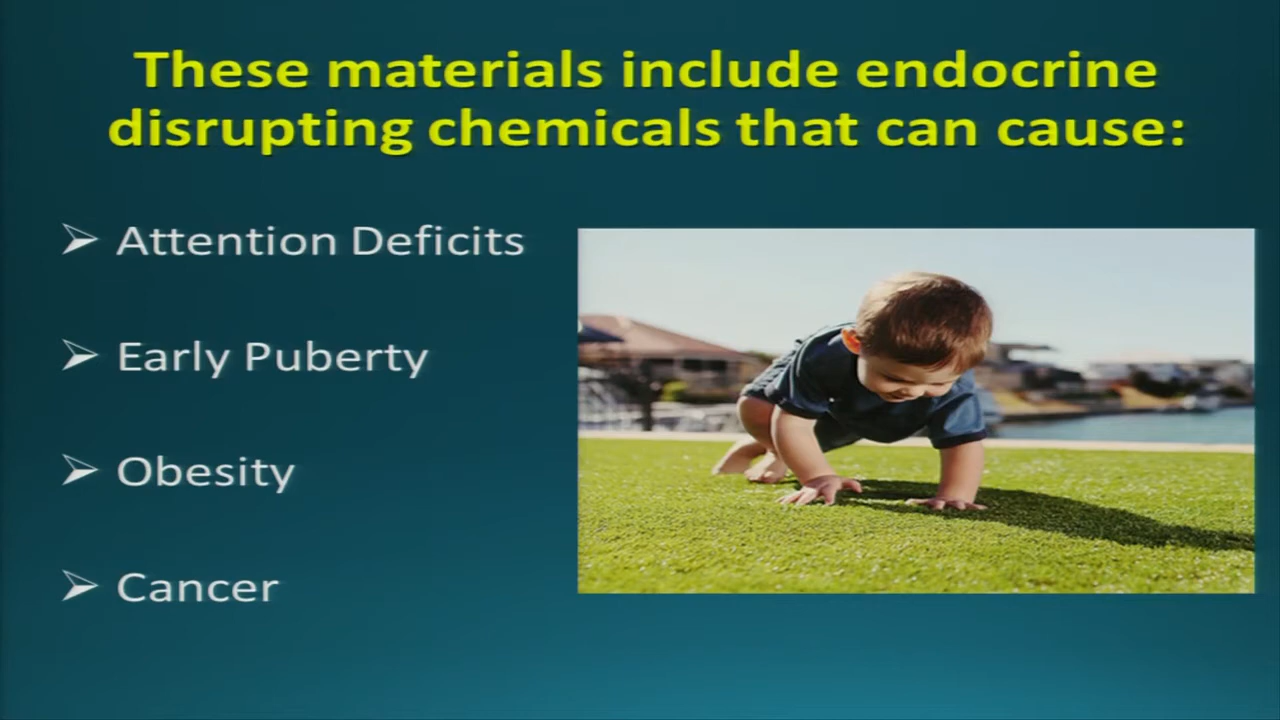 These materials include endocrine
disrupting chemicals that can cause:
Attention Deficits
Early Puberty
Obesity
Cancer